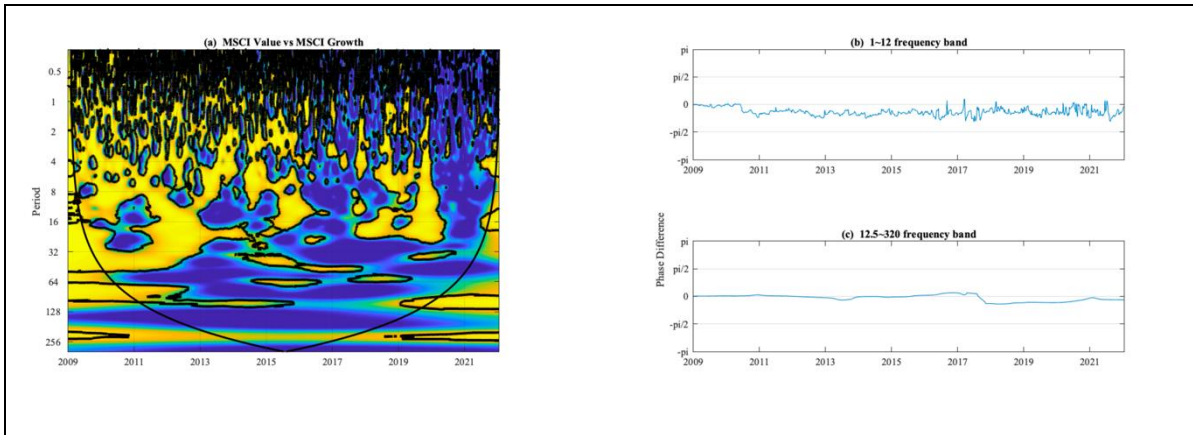 (a)  MSCI Value vs MSCI Growth
Period
0.5
1
2
4
8
16
32
64
128
256
2009 2011 2013 2015 2017 2019 2021
(b)  1~12 frequency band
pi
pi/2
0
-pi/2
-pi
2009 2011 2013 2015 2017 2019 2021
Phase Difference
(c)  12.5~320 frequency band
pi
pi/2
0
-pi/2
-pi
2009 2011 2013 2015 2017 2019 2021